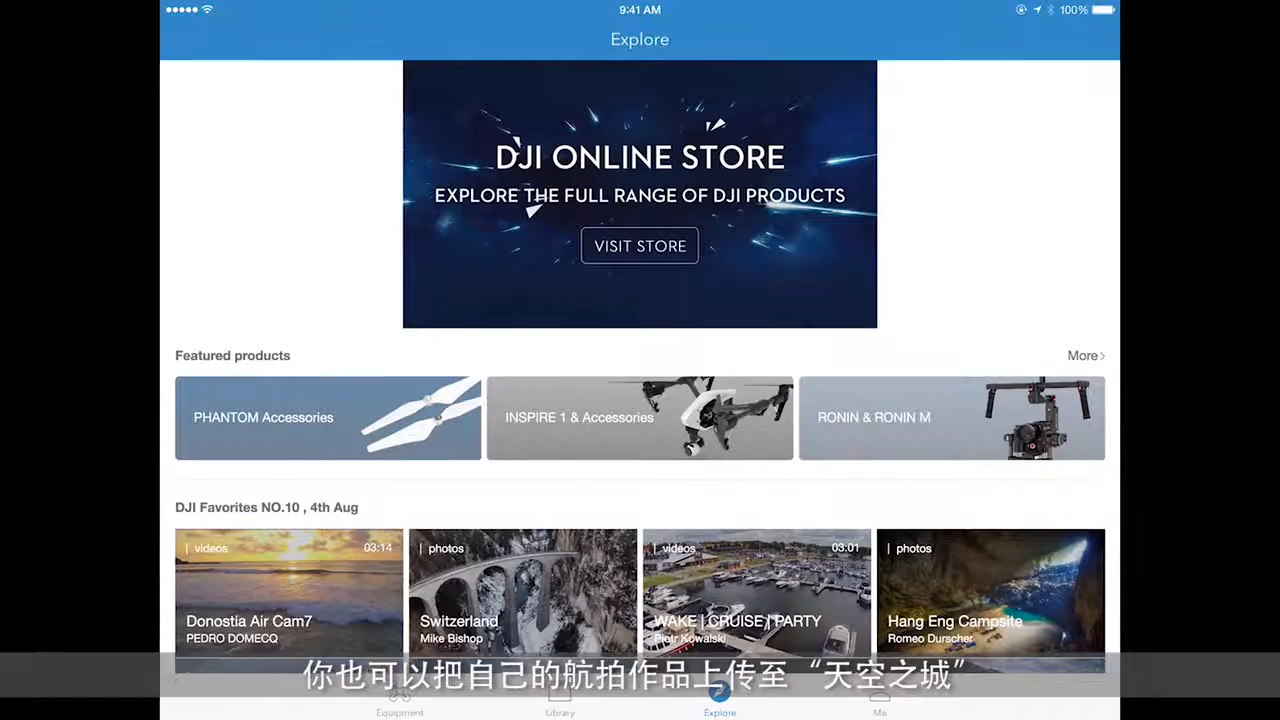 9:41 AM
100%
Explore
DJI ONLINE STORE
EXPLORE THE FULL RANGE OF DJI PRODUCTS
VISIT STORE
Featured products
More
PHANTOM Accessories
INSPIRE 1 & Accessories
RONIN & RONIN M
DJI Favorites NO.10 , 4th Aug
| videos
03:14
Donostia Air Cam7
PEDRO DOMECQ
| photos
Switzerland
Mike Bishop
| videos
03:01
WAKE | CRUISE | PARTY
Piotr Kowalski
| photos
Hang Eng Campsite
Romeo Durscher
你也可以把自己的航拍作品上传至“天空之城”
Equipment
Library
Explore
Me